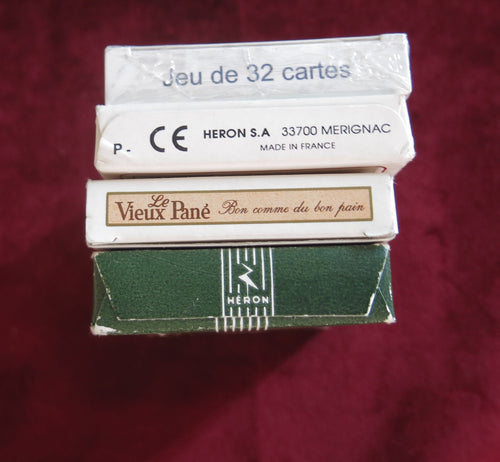 Jeu de 32 cartes
P- CE HERON S.A 33700 MERIGNAC
MADE IN FRANCE
Le
Vieux Pané Bon comme du bon pain
HÉRON